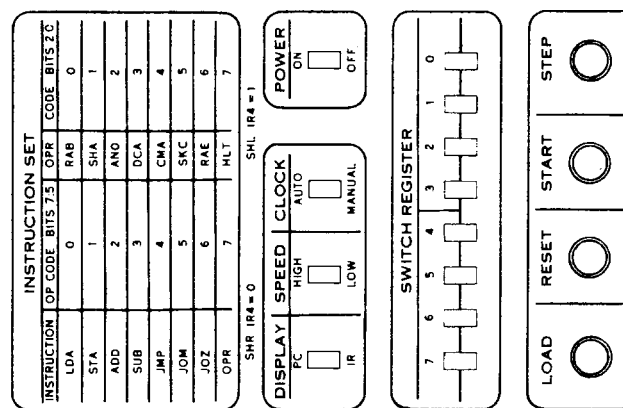 INSTRUCTION SET
INSTRUCTION OP CODE BITS 7.5 OPR CODE BITS 2 0
LDA 0 RAB 0
STA 1 SHA 1
ADD 2 ANO 2
SUB 3 DCA 3
JMP 4 CMA 4
JOM 5 SKC 5
JOZ 6 RAE 6
OPR 7 HLT 7
SHR IR4=0 SHL IR4=1
DISPLAY SPEED CLOCK POWER
PC HIGH AUTO ON
IR LOW MANUAL OFF
SWITCH REGISTER
7 6 5 4 3 2 1 0
LOAD RESET START STEP